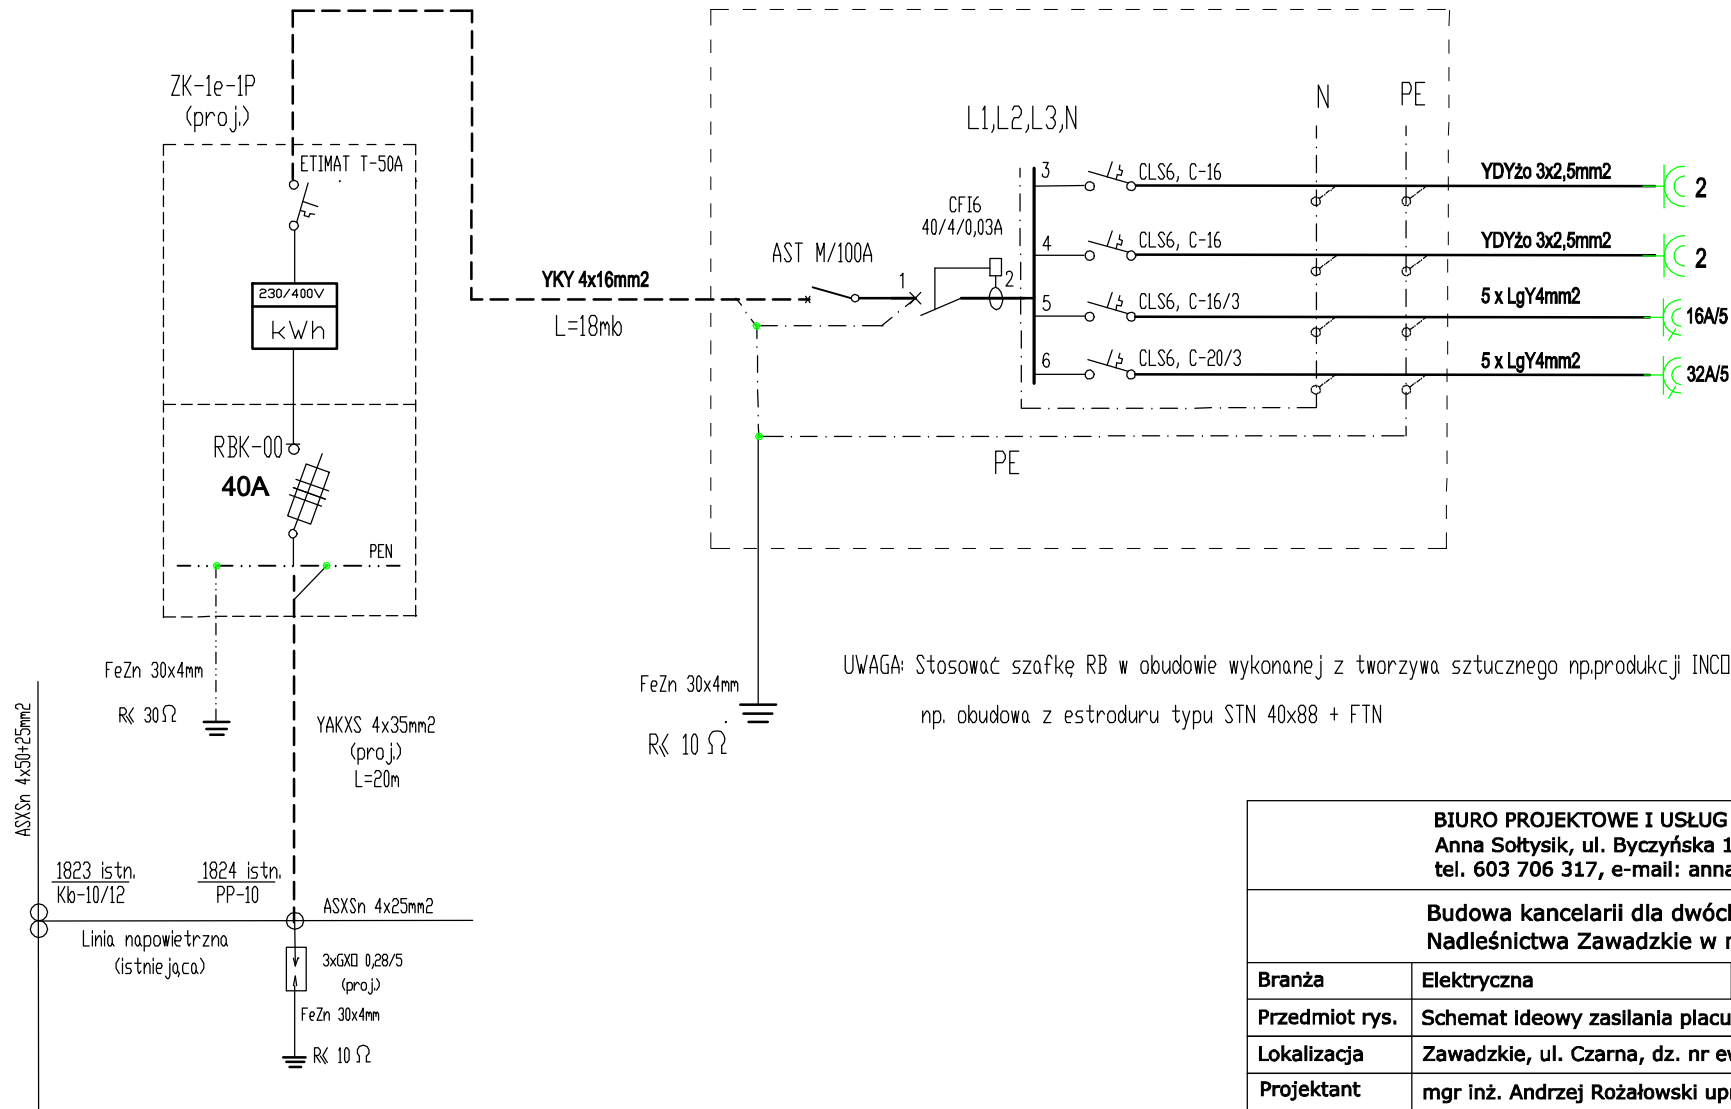 ZK-1e-1P
(proj.)
ETIMAT T-50A
230/400V
kWh
RBK-00
40A
PEN
FeZn 30x4mm
R≤ 30Ω
YAKXS 4x35mm2
(proj.)
L=20m
ASXSn 4x50+25mm2
1823 istn.
Kb-10/12
1824 istn.
PP-10
ASXSn 4x25mm2
Linia napowietrzna
(istniejąca)
3xGXO 0,28/5
(proj.)
FeZn 30x4mm
R≤ 10 Ω
YKY 4x16mm2
L=18mb
AST M/100A
1
CFI6
40/4/0,03A
2
L1,L2,L3,N
N
PE
3
CLS6, C-16
YDYżo 3x2,5mm2
2
4
CLS6, C-16
YDYżo 3x2,5mm2
2
5
CLS6, C-16/3
5 x LgY4mm2
16A/5
6
CLS6, C-20/3
5 x LgY4mm2
32A/5
PE
FeZn 30x4mm
R≤ 10 Ω
UWAGA: Stosować szafkę RB w obudowie wykonanej z tworzywa sztucznego np.produkcji INCO
np. obudowa z estroduru typu STN 40x88 + FTN
BIURO PROJEKTOWE I USŁUG
Anna Sołtysik, ul. Byczyńska 1
tel. 603 706 317, e-mail: anna
Budowa kancelarii dla dwóch
Nadleśnictwa Zawadzkie w
Branża Elektryczna
Przedmiot rys. Schemat ideowy zasilania placu
Lokalizacja Zawadzkie, ul. Czarna, dz. nr ew
Projektant mgr inż. Andrzej Rożałowski upr